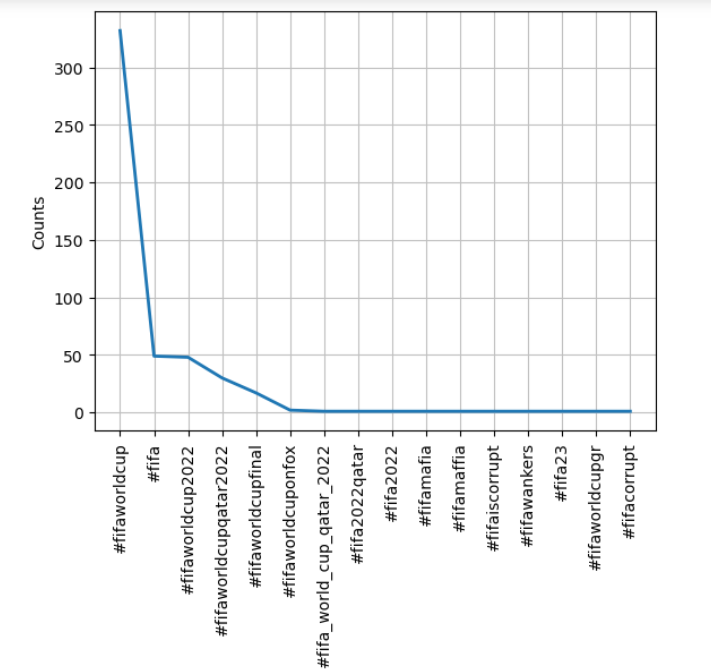 300
250
200
150
100
50
0
Counts
#fifaworldcup
#fifa
#fifaworldcup2022
#fifaworldcupqatar2022
#fifaworldcupfinal
#fifaworldcuponfox
#fifa_world_cup_qatar_2022
#fifa2022qatar
#fifa2022
#fifamafia
#fifamaffia
#fifaiscorrupt
#fifawankers
#fifa23
#fifaworldcupgr
#fifacorrupt